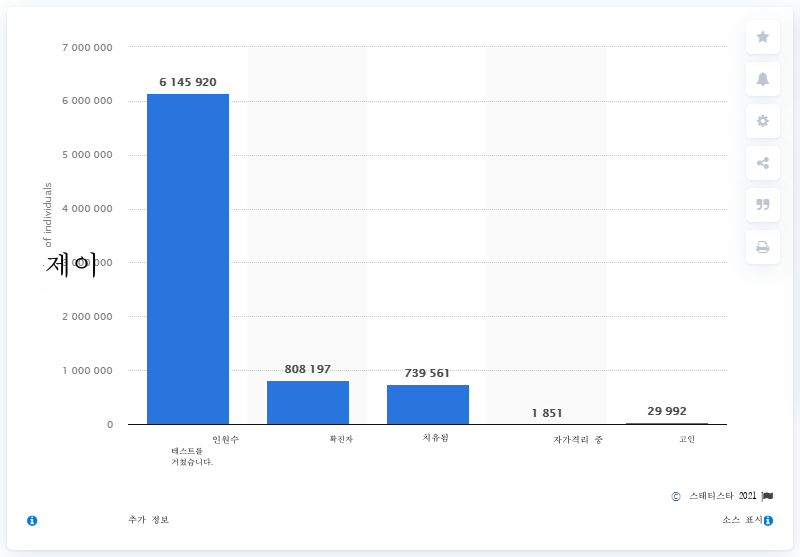 7 000 000
6 145 920
6 000 000
5 000 000
4 000 000
of individuals
제이
000 000
2 000 000
808 197
739 561
1 000 000
1 851
29 992
0
인원수
확진자
치유됨
자가격리 중
고인
테스트를
거쳤습니다.
© 스태티스타 2021
추가 정보
소스 표시